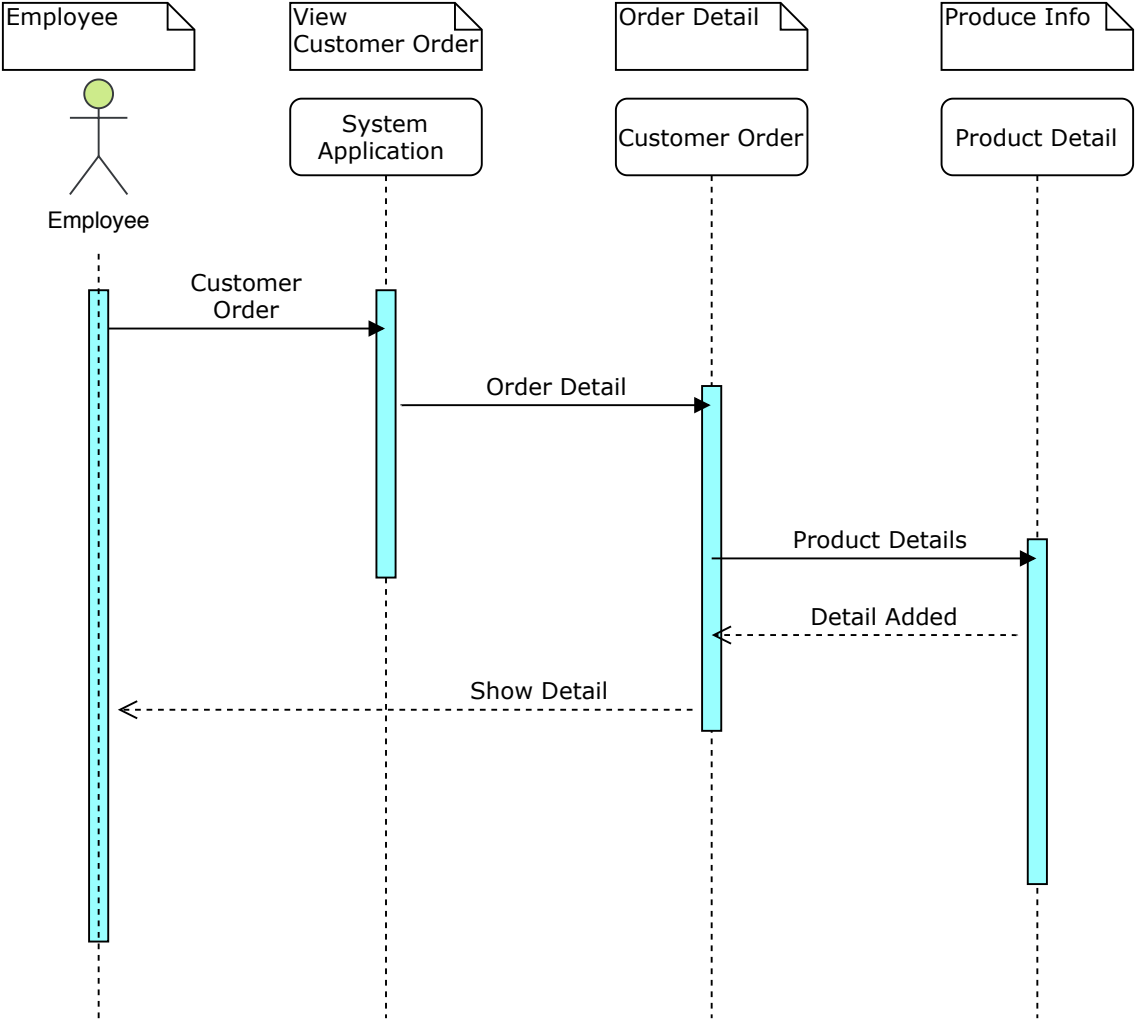 Employee
View
Customer Order
Order Detail
Produce Info
System
Application
Customer Order
Product Detail
Employee
Customer
Order
Order Detail
Product Details
Detail Added
Show Detail